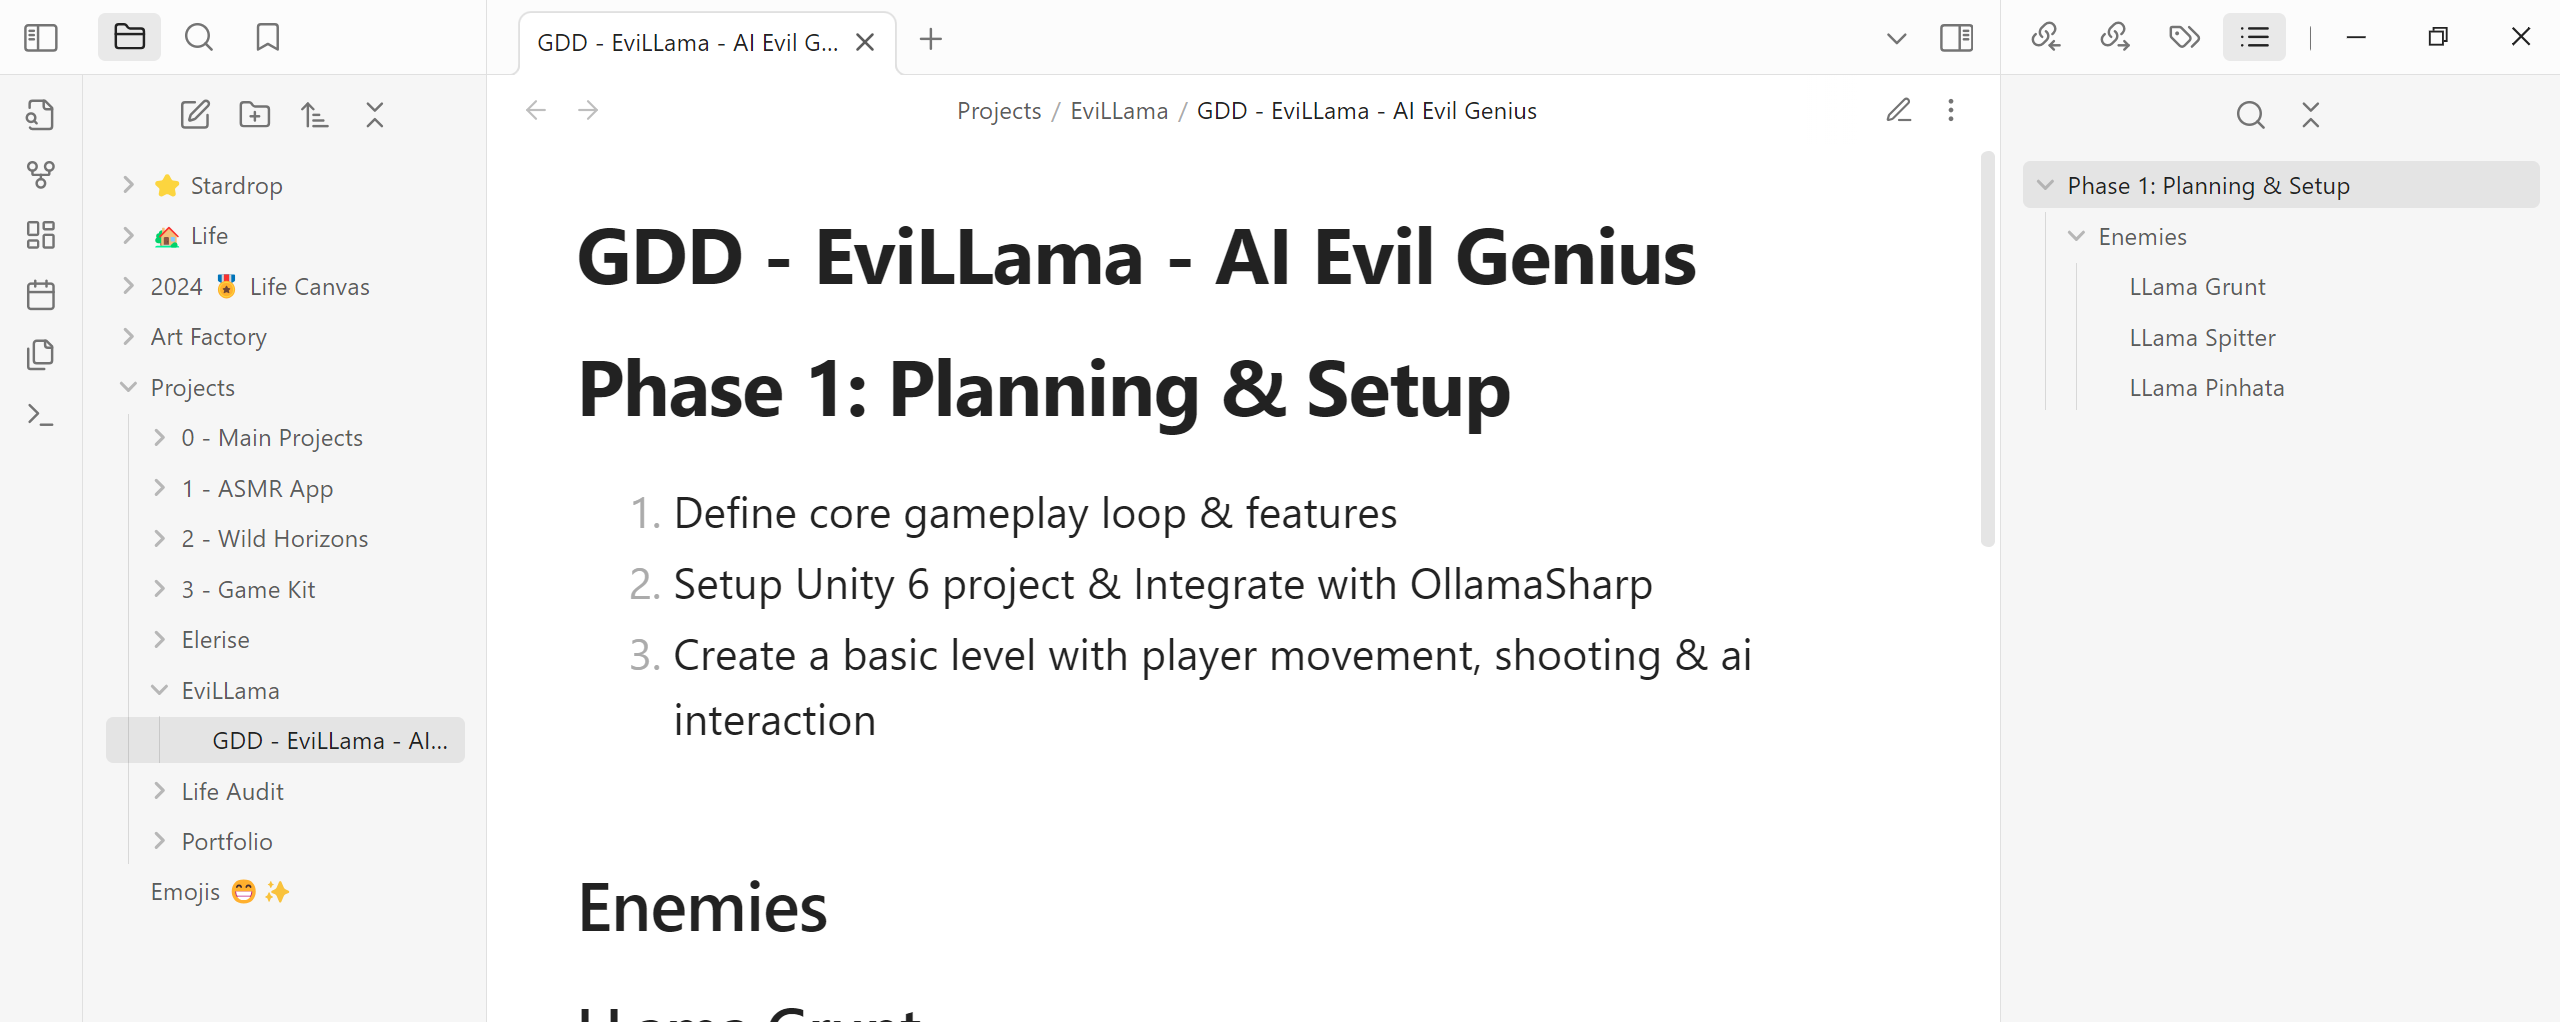 GDD - EviLLama - AI Evil G...
Projects / EviLLama / GDD - EviLLama - AI Evil Genius
⭐ Stardrop
🏡 Life
2024 🏅 Life Canvas
Art Factory
Projects
0 - Main Projects
1 - ASMR App
2 - Wild Horizons
3 - Game Kit
Elerise
EviLLama
GDD - EviLLama - AI...
Life Audit
Portfolio
Emojis 😁✨
GDD - EviLLama - AI Evil Genius
Phase 1: Planning & Setup
1. Define core gameplay loop & features
2. Setup Unity 6 project & Integrate with OllamaSharp
3. Create a basic level with player movement, shooting & ai
interaction
Enemies
LLama Grunt
Phase 1: Planning & Setup
Enemies
LLama Grunt
LLama Spitter
LLama Pinhata